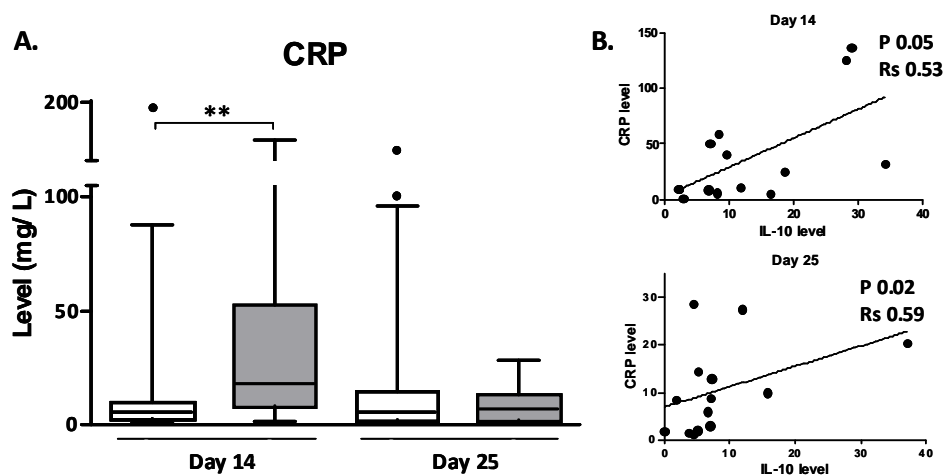 A.
CRP
200
**
100
50
0
Level (mg/ L)
Day 14
Day 25
B.
Day 14
P 0.05
Rs 0.53
150
100
50
0
CRP level
0 10 20 30 40
IL-10 level
Day 25
P 0.02
Rs 0.59
30
20
10
0
CRP level
0 10 20 30 40
IL-10 level